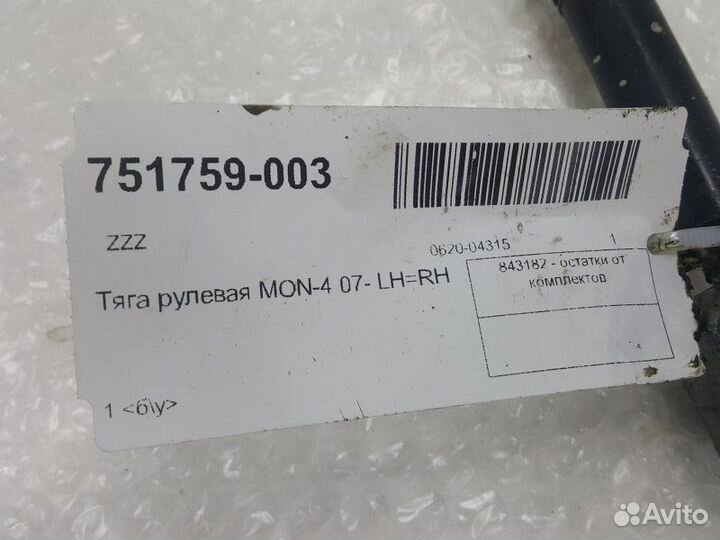 751759-003
ZZZ
0620-04315 1
Тяга рулевая MON-4 07- LH=RH
843182 - остатки от
комплектов
1 <б\у>
Avito